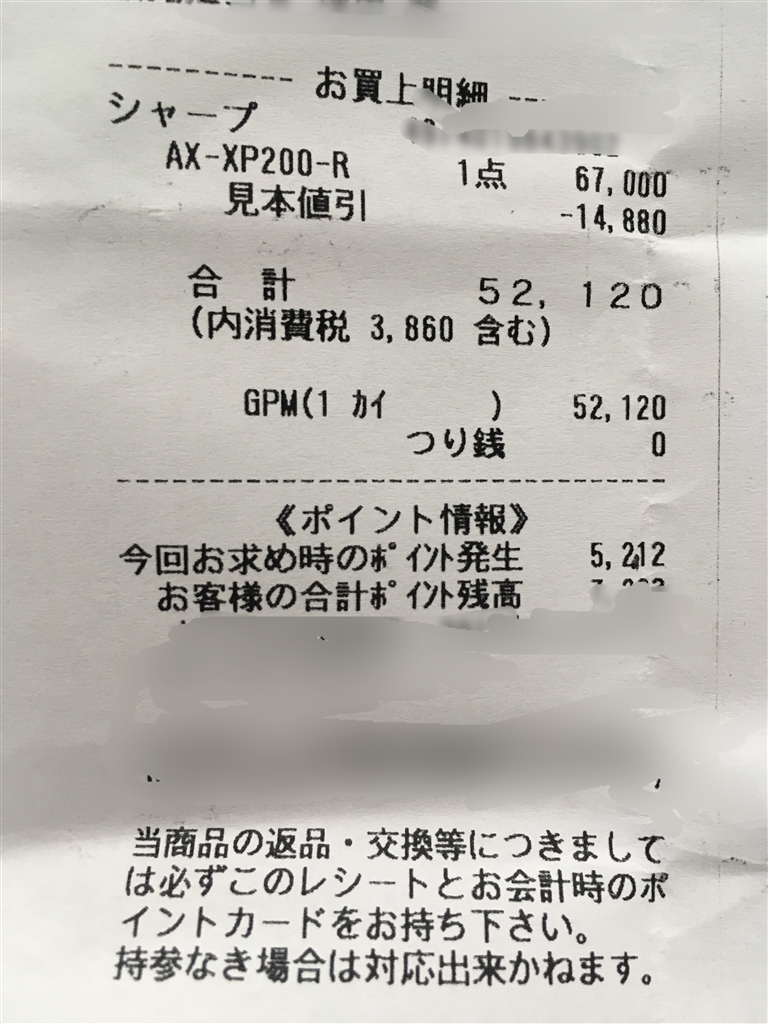 ---------- お買上明細 ---
シャープ
AX-XP200-R 1点 67,000
見本値引 -14,880
合 計 52,120
(内消費税 3,860 含む)
GPM(1 カイ ) 52,120
つり銭 0
--------------------------------
《ポイント情報》
今回お求め時のポイント発生 5,212
お客様の合計ポイント残高
当商品の返品・交換等につきまして
は必ずこのレシートとお会計時のポ
イントカードをお持ち下さい。
持参なき場合は対応出来かねます。